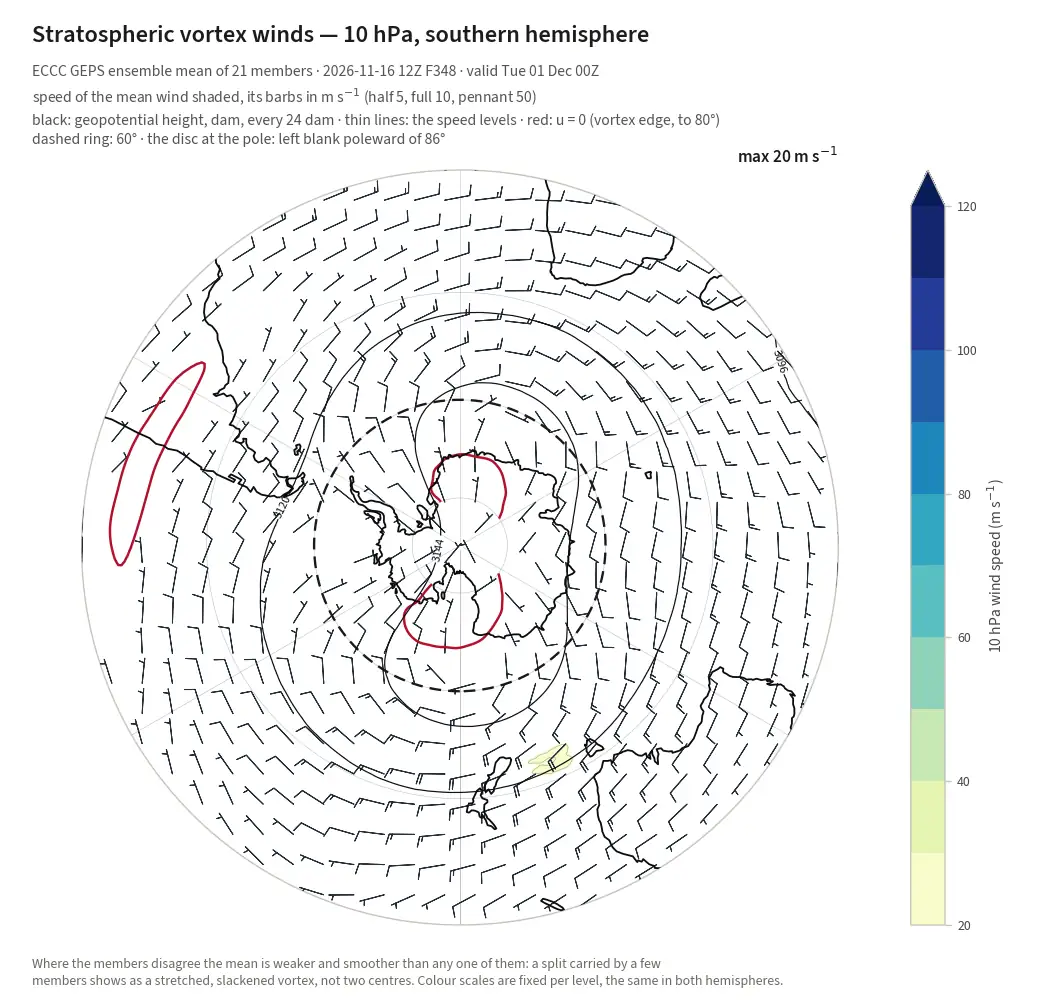 Stratospheric vortex winds — 10 hPa, southern hemisphere
ECCC GEPS ensemble mean of 21 members · 2026-11-16 12Z F348 · valid Tue 01 Dec 00Z
speed of the mean wind shaded, its barbs in m s⁻¹ (half 5, full 10, pennant 50)
black: geopotential height, dam, every 24 dam · thin lines: the speed levels · red: u = 0 (vortex edge, to 80°)
dashed ring: 60° · the disc at the pole: left blank poleward of 86°
max 20 m s⁻¹
120
100
80
60
40
20
10 hPa wind speed (m s⁻¹)
3096
3120
3144
Where the members disagree the mean is weaker and smoother than any one of them: a split carried by a few
members shows as a stretched, slackened vortex, not two centres. Colour scales are fixed per level, the same in both hemispheres.